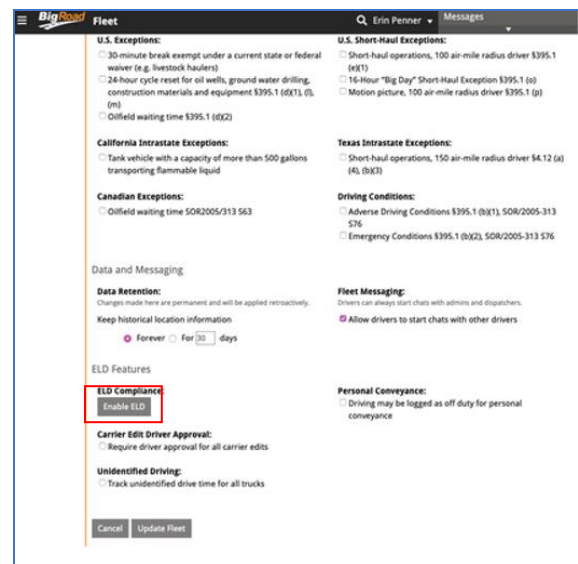 BigRoad Fleet Erin Penner Messages
U.S. Exceptions:
30-minute break exempt under a current state or federal
waiver (e.g. livestock haulers)
24-hour cycle reset for oil wells, ground water drilling,
construction materials and equipment §395.1 (d)(1), (l),
(m)
Oilfield waiting time §395.1 (d)(2)
U.S. Short-Haul Exceptions:
Short-haul operations, 100 air-mile radius driver §395.1
(e)(1)
16-Hour "Big Day" Short-Haul Exception §395.1 (o)
Motion picture, 100 air-mile radius driver §395.1 (p)
California Intrastate Exceptions:
Tank vehicle with a capacity of more than 500 gallons
transporting flammable liquid
Texas Intrastate Exceptions:
Short-haul operations, 150 air-mile radius driver §4.12 (a)
(4), (b)(3)
Canadian Exceptions:
Oilfield waiting time SOR2005/313 S63
Driving Conditions:
Adverse Driving Conditions §395.1 (b)(1), SOR/2005-313
S76
Emergency Conditions §395.1 (b)(2), SOR/2005-313 S76
Data and Messaging
Data Retention:
Changes made here are permanent and will be applied retroactively.
Keep historical location information
Forever For 30 days
Fleet Messaging:
Drivers can always start chats with admins and dispatchers.
Allow drivers to start chats with other drivers
ELD Features
ELD Compliance:
Enable ELD
Personal Conveyance:
Driving may be logged as off duty for personal
conveyance
Carrier Edit Driver Approval:
Require driver approval for all carrier edits
Unidentified Driving:
Track unidentified drive time for all trucks
Cancel Update Fleet